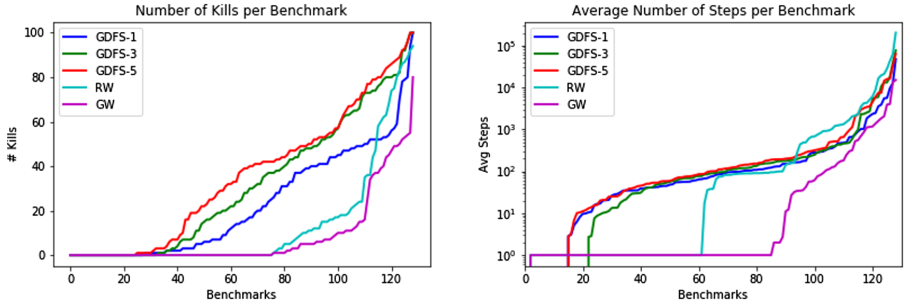 Number of Kills per Benchmark
100
80
60
40
20
0
# Kills
GDFS-1
GDFS-3
GDFS-5
RW
GW
0 20 40 60 80 100 120
Benchmarks
Average Number of Steps per Benchmark
10⁵
10⁴
10³
10²
10¹
10⁰
Avg Steps
GDFS-1
GDFS-3
GDFS-5
RW
GW
0 20 40 60 80 100 120
Benchmarks